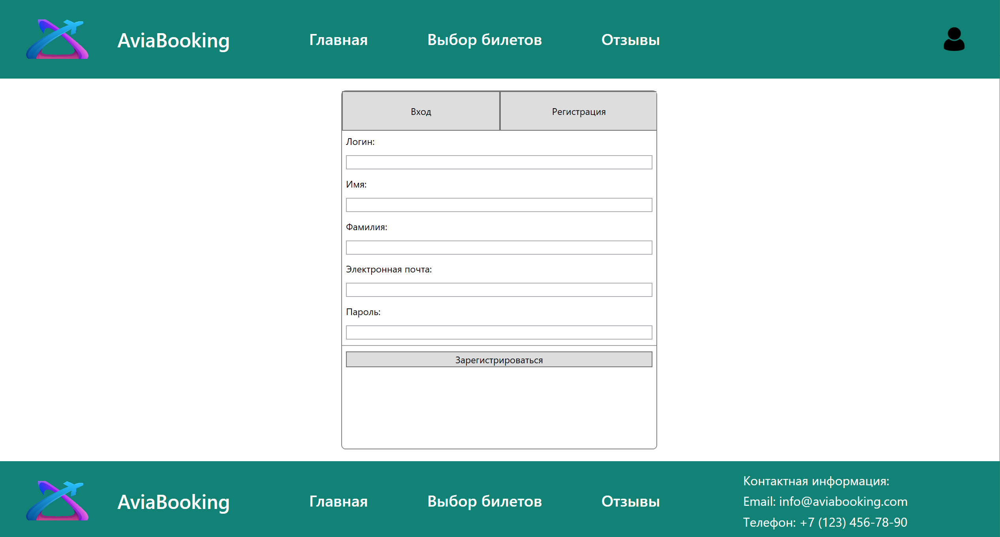 AviaBooking
Главная
Выбор билетов
Отзывы
Вход
Регистрация
Логин:
Имя:
Фамилия:
Электронная почта:
Пароль:
Зарегистрироваться
AviaBooking
Главная
Выбор билетов
Отзывы
Контактная информация:
Email: info@aviabooking.com
Телефон: +7 (123) 456-78-90